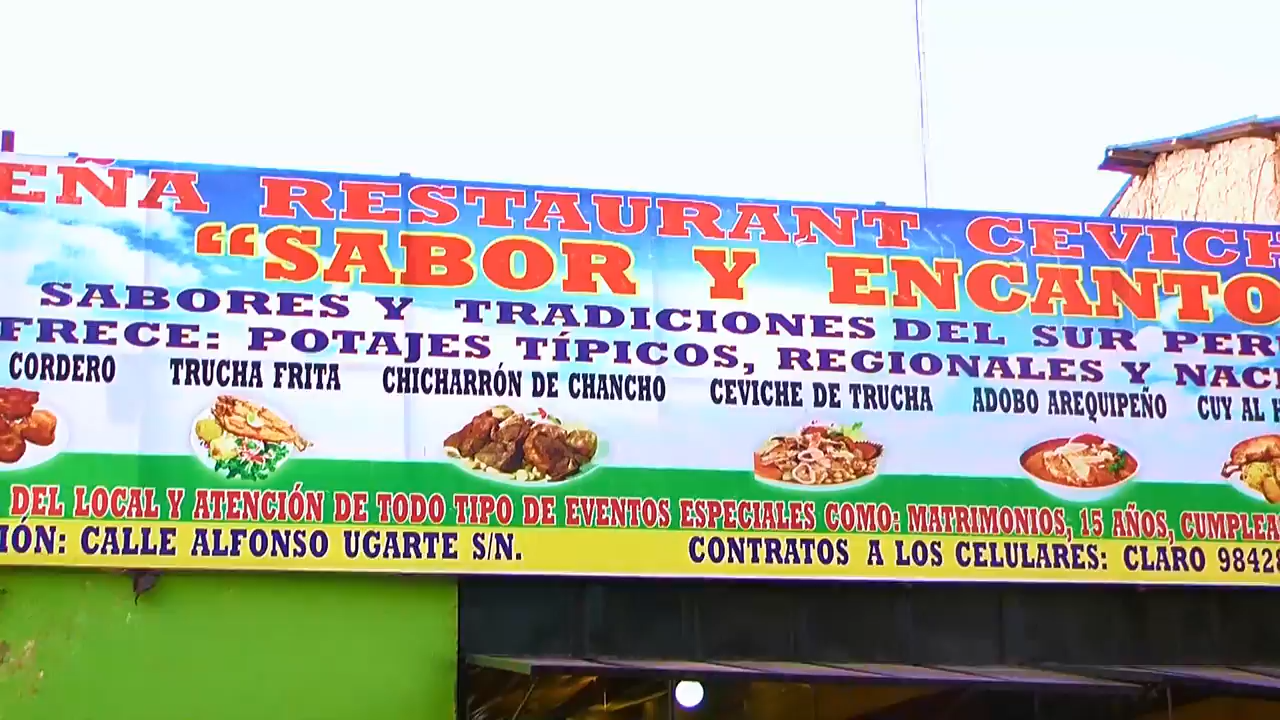 EÑA RESTAURANT CEVICH
“SABOR Y ENCANTO
SABORES Y TRADICIONES DEL SUR PER
FRECE: POTAJES TÍPICOS, REGIONALES Y NAC
CORDERO TRUCHA FRITA CHICHARRÓN DE CHANCHO CEVICHE DE TRUCHA ADOBO AREQUIPEÑO CUY AL
DEL LOCAL Y ATENCIÓN DE TODO TIPO DE EVENTOS ESPECIALES COMO: MATRIMONIOS, 15 AÑOS, CUMPLEA
IÓN: CALLE ALFONSO UGARTE S/N. CONTRATOS A LOS CELULARES: CLARO 9842